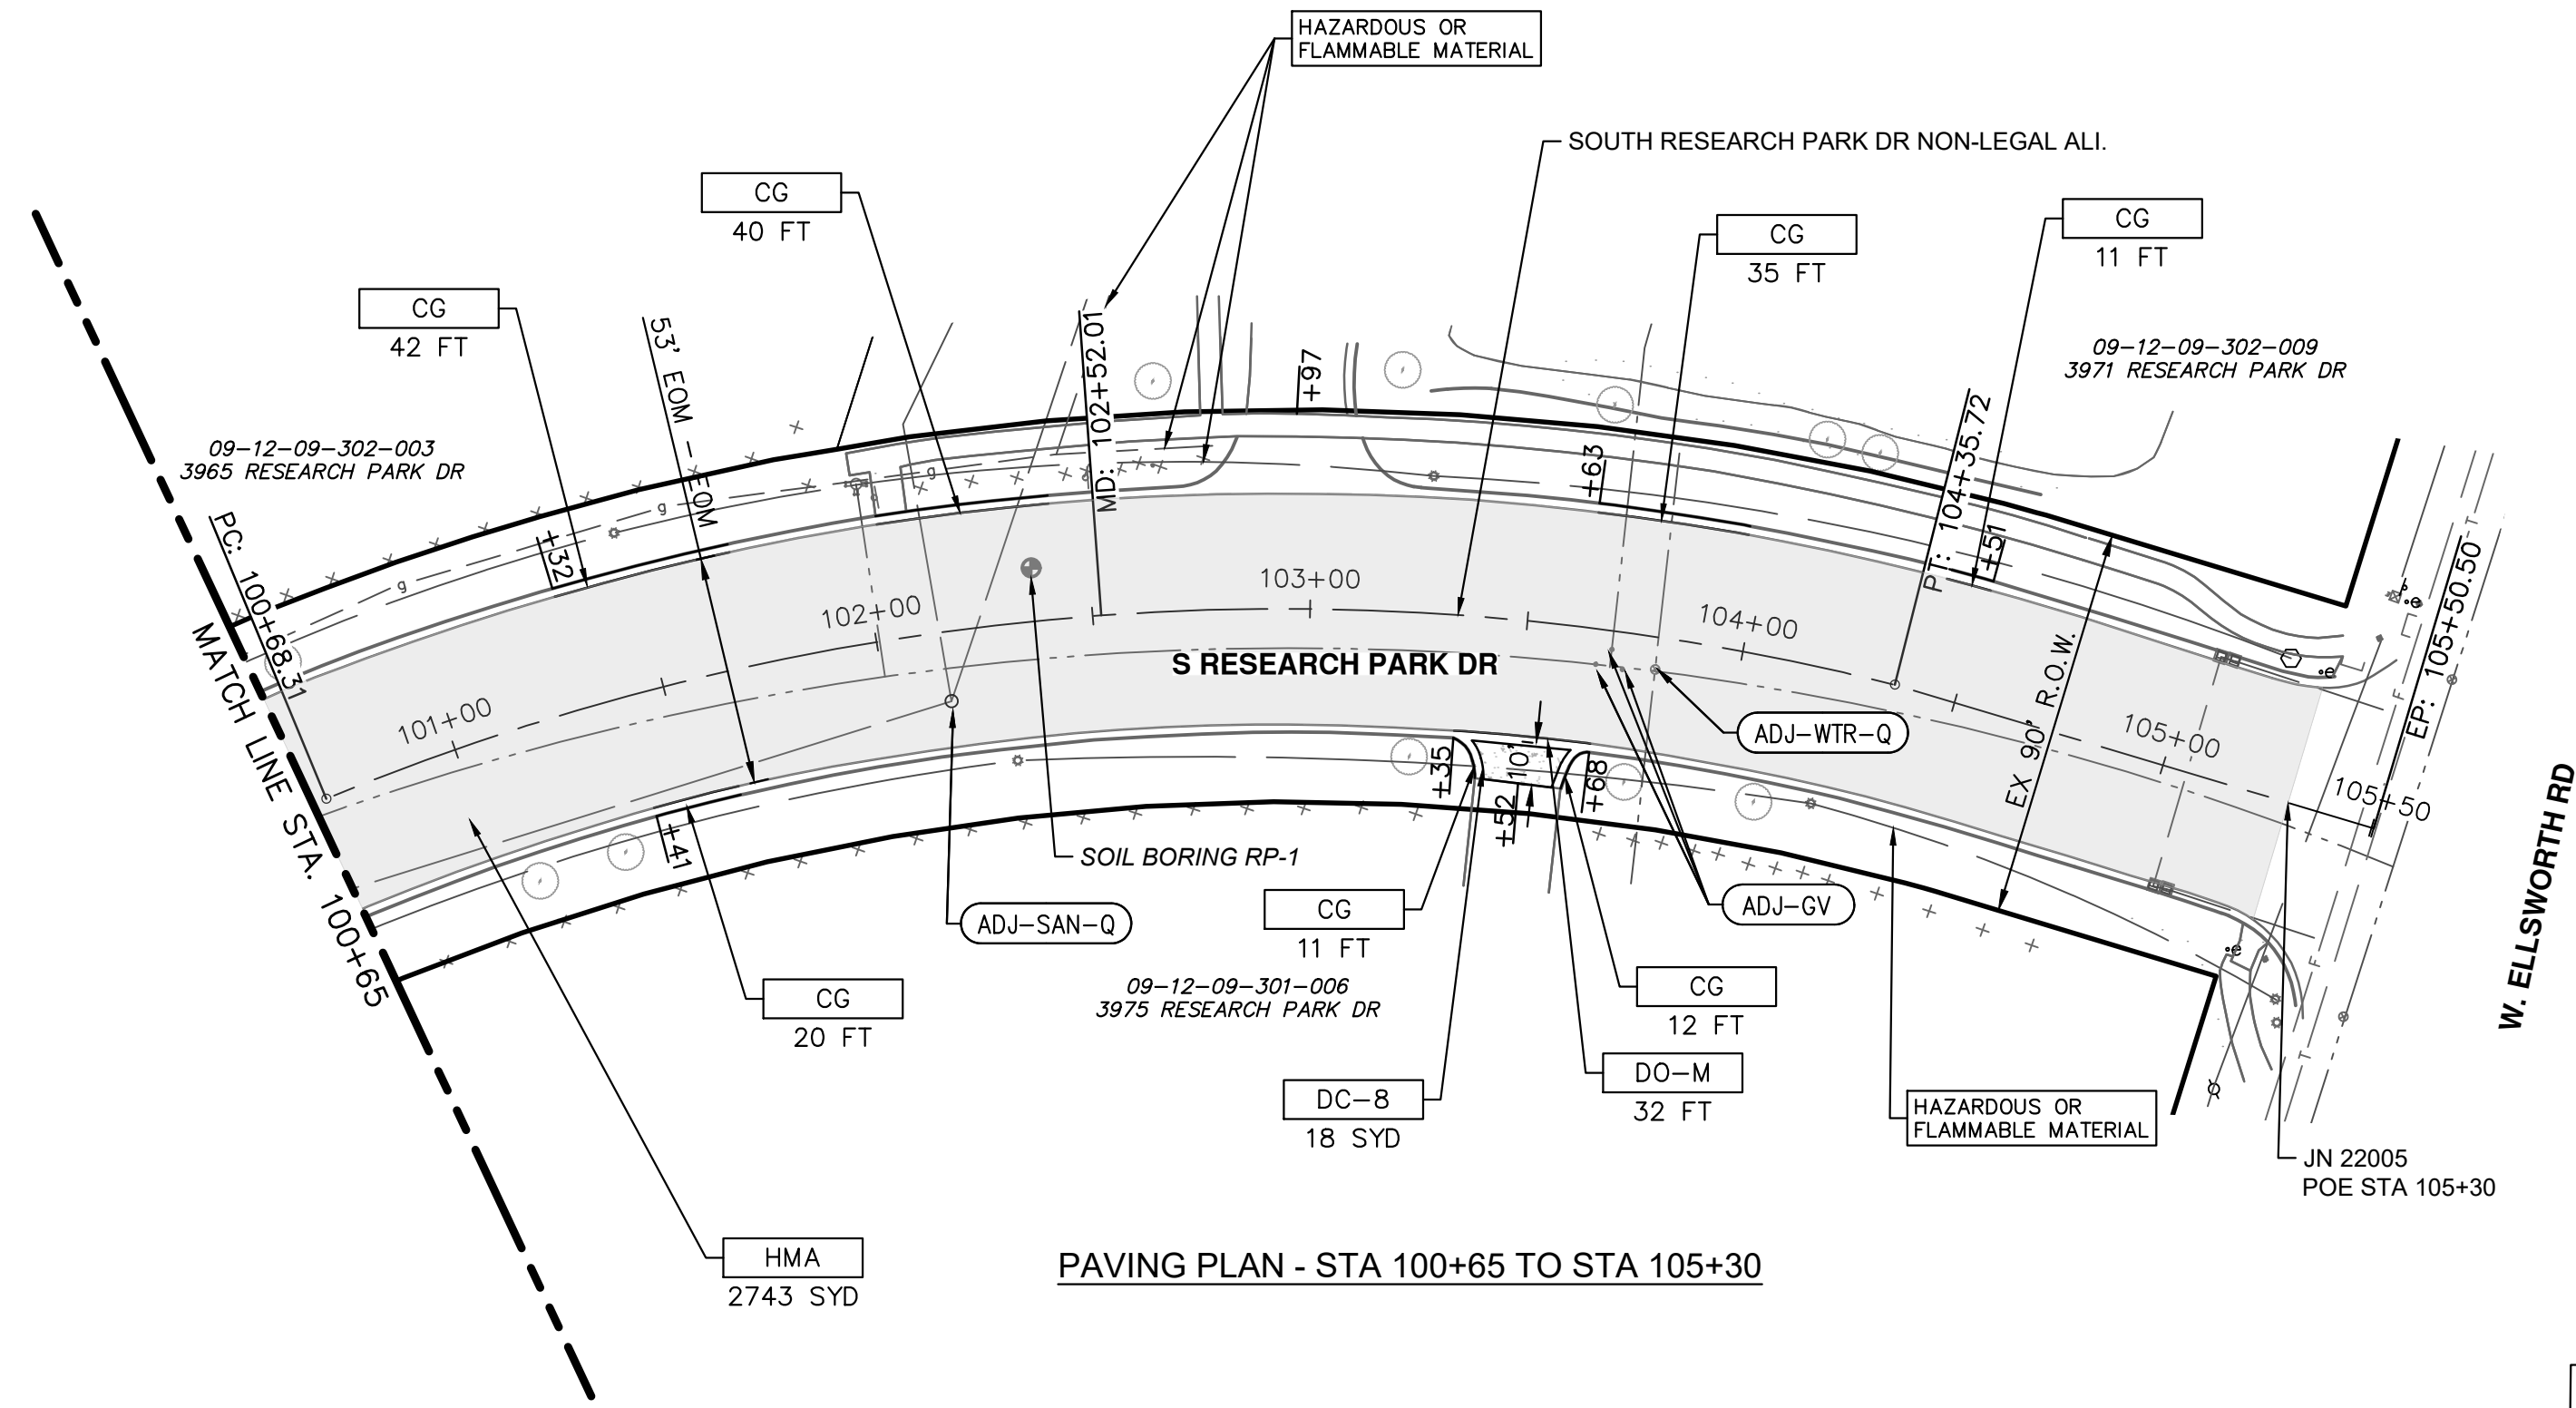 HAZARDOUS OR
FLAMMABLE MATERIAL
SOUTH RESEARCH PARK DR NON-LEGAL ALI.
CG
40 FT
CG
35 FT
CG
11 FT
CG
42 FT
53' EOM - EOM
MD: 102+52.01
+97
09-12-09-302-009
3971 RESEARCH PARK DR
09-12-09-302-003
3965 RESEARCH PARK DR
+63
PT: 104+35.72
+51
+32
g
g
g
PC: 100+68.31
MATCH LINE STA. 100+65
101+00
102+00
103+00
104+00
105+00
105+50
S RESEARCH PARK DR
EX 90' R.O.W.
EP: 105+50.50
W. ELLSWORTH RD
ADJ-WTR-Q
+35
10'
+68
+52
+41
SOIL BORING RP-1
ADJ-SAN-Q
CG
11 FT
ADJ-GV
CG
20 FT
09-12-09-301-006
3975 RESEARCH PARK DR
CG
12 FT
DC-8
18 SYD
DO-M
32 FT
HAZARDOUS OR
FLAMMABLE MATERIAL
JN 22005
POE STA 105+30
HMA
2743 SYD
PAVING PLAN - STA 100+65 TO STA 105+30